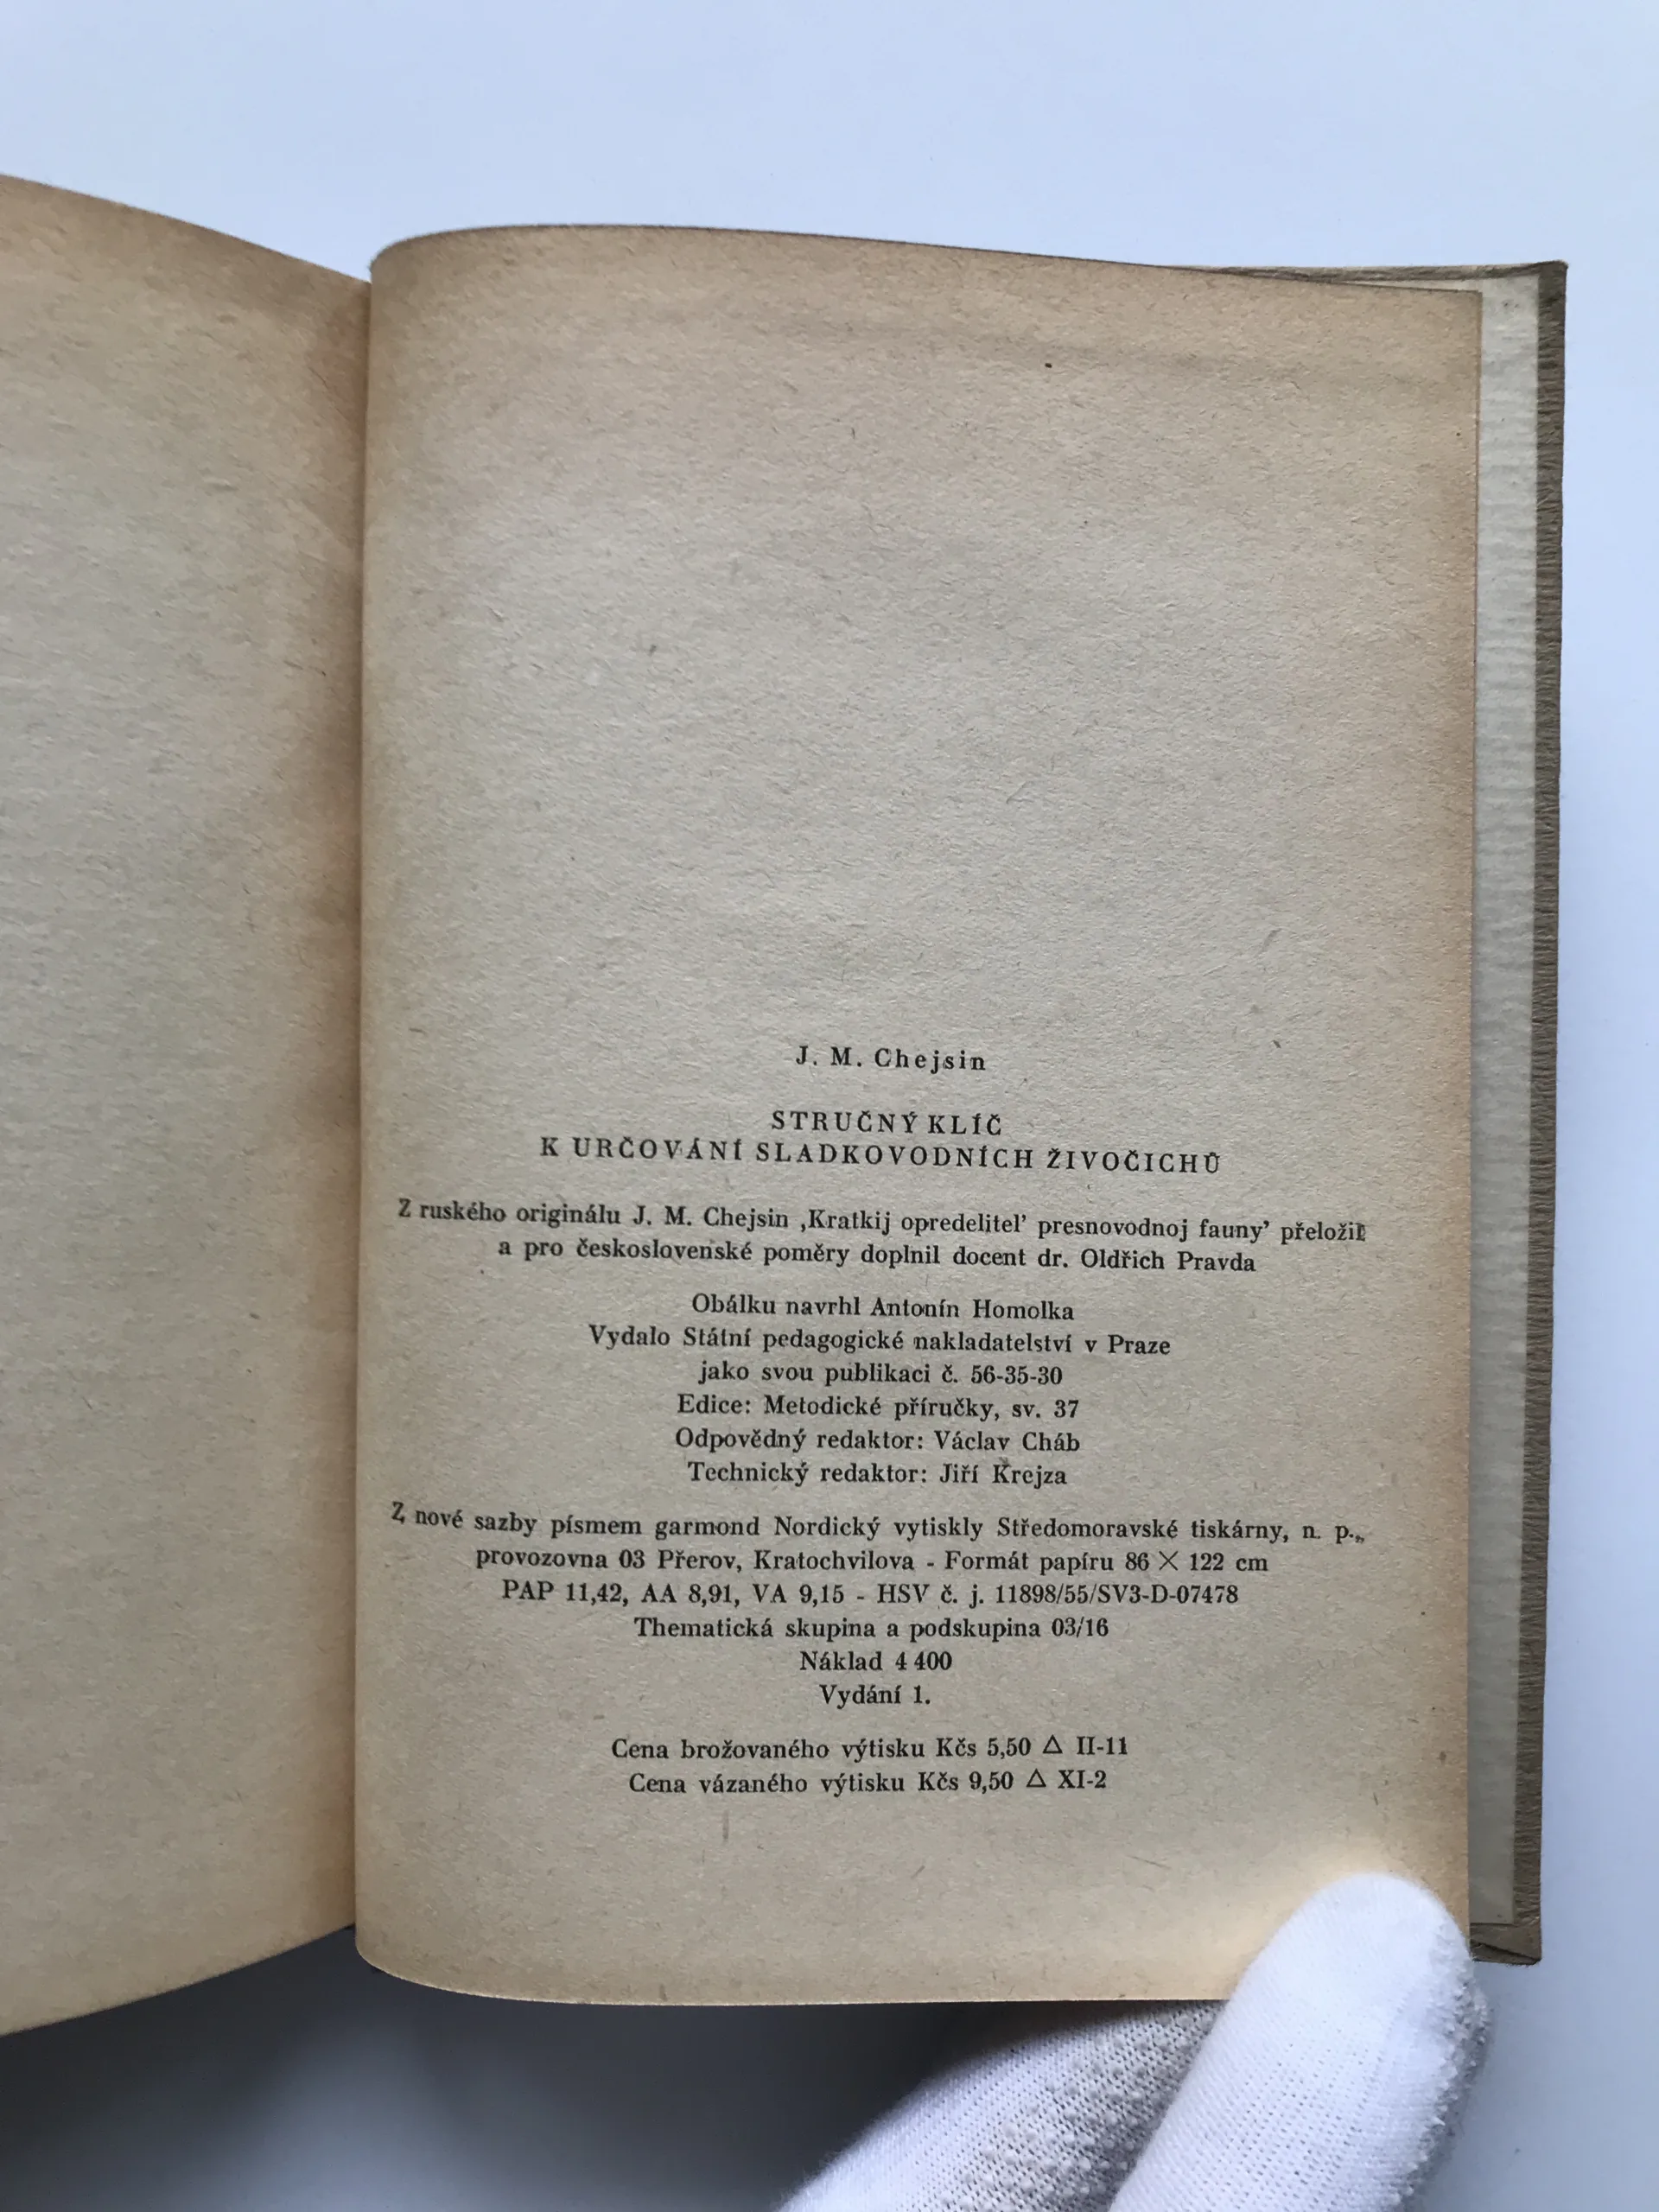 J. M. Chejsin
STRUČNÝ KLÍČ
K URČOVÁNÍ SLADKOVODNÍCH ŽIVOČICHŮ
Z ruského originálu J. M. Chejsin ‚Kratkij opredelitel’ presnovodnoj fauny’ přeložil
a pro československé poměry doplnil docent dr. Oldřich Pravda
Obálku navrhl Antonín Homolka
Vydalo Státní pedagogické nakladatelství v Praze
jako svou publikaci č. 56-35-30
Edice: Metodické příručky, sv. 37
Odpovědný redaktor: Václav Cháb
Technický redaktor: Jiří Krejza
Z nové sazby písmem garmond Nordický vytiskly Středomoravské tiskárny, n. p.,
provozovna 03 Přerov, Kratochvilova - Formát papíru 86 × 122 cm
PAP 11,42, AA 8,91, VA 9,15 - HSV č. j. 11898/55/SV3-D-07478
Thematická skupina a podskupina 03/16
Náklad 4 400
Vydání 1.
Cena brožovaného výtisku Kčs 5,50 △ II-11
Cena vázaného výtisku Kčs 9,50 △ XI-2